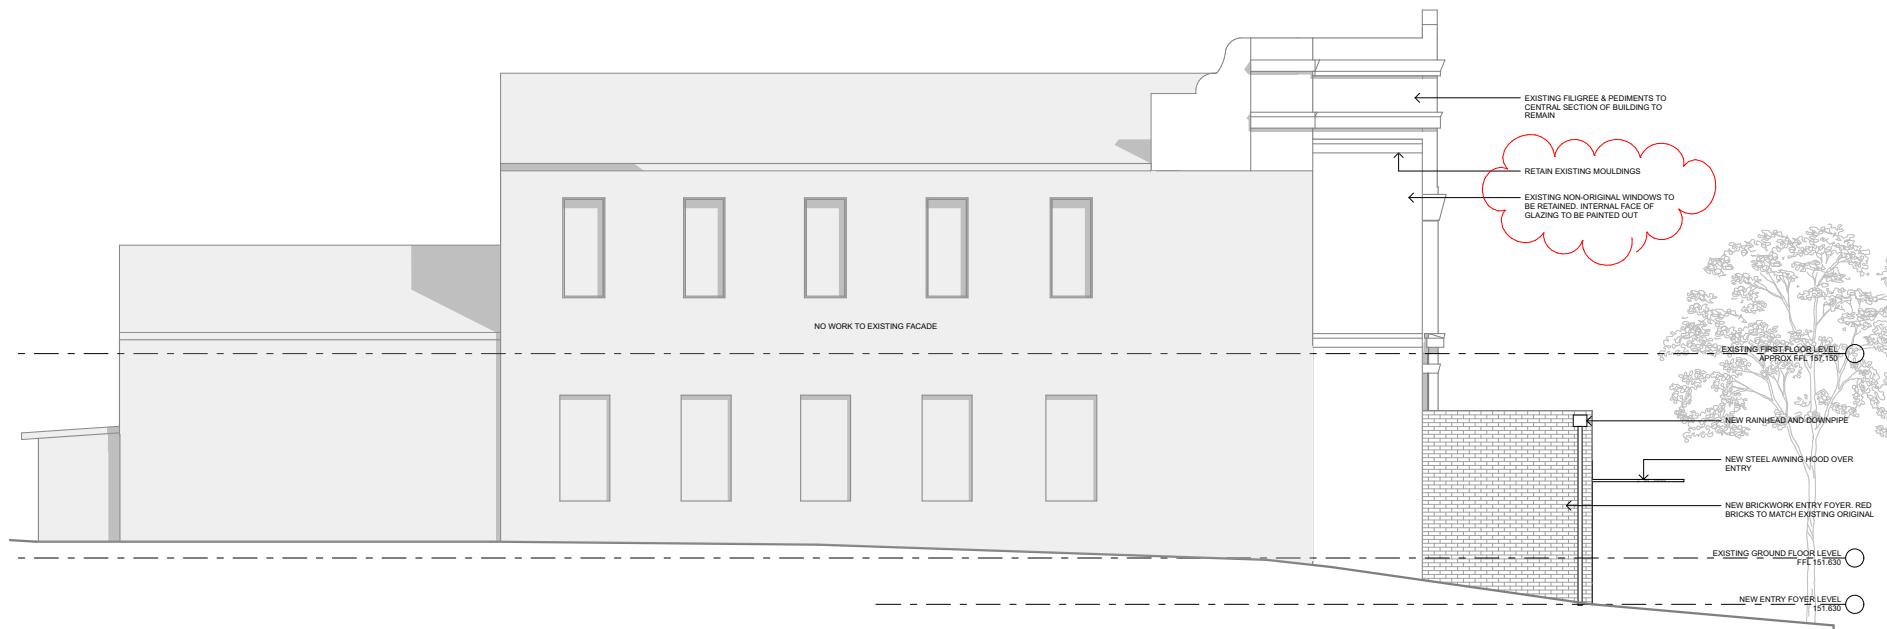 EXISTING FILIGREE & PEDIMENTS TO
CENTRAL SECTION OF BUILDING TO
REMAIN
RETAIN EXISTING MOULDINGS
EXISTING NON-ORIGINAL WINDOWS TO
BE RETAINED. INTERNAL FACE OF
GLAZING TO BE PAINTED OUT
NO WORK TO EXISTING FACADE
EXISTING FIRST FLOOR LEVEL
APPROX FFL 157,150
NEW RAINHEAD AND DOWNPIPE
NEW STEEL AWNING HOOD OVER
ENTRY
NEW BRICKWORK ENTRY FOYER. RED
BRICKS TO MATCH EXISTING ORIGINAL
EXISTING GROUND FLOOR LEVEL
FFL 151.630
NEW ENTRY FOYER LEVEL
151.630